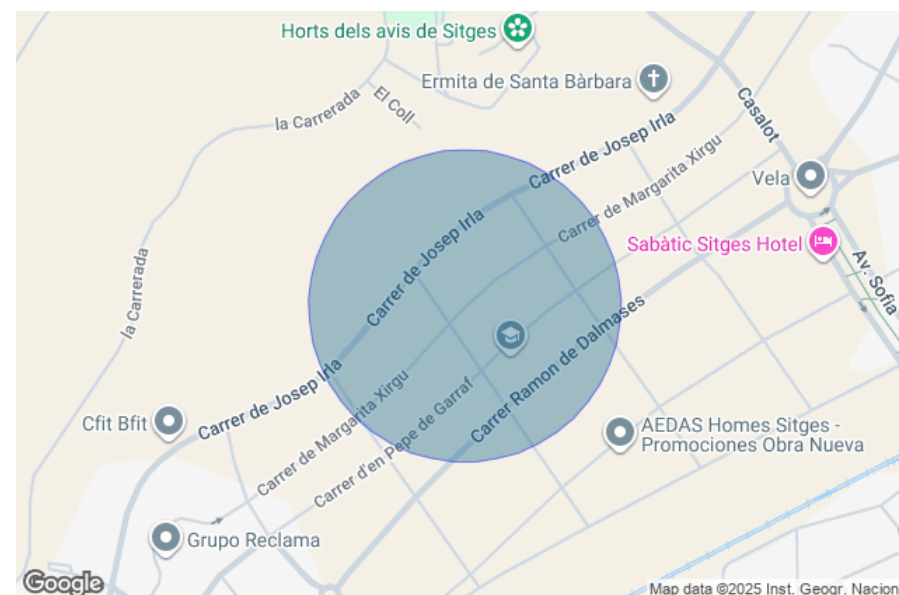 Horts dels avis de Sitges
Ermita de Santa Bàrbara
la Carrerada
El Coll
Casalot
Carrer de Josep Irla
Carrer de Margarita Xirgu
Vela
Carrer de Josep Irla
Sabàtic Sitges Hotel
Av. Sofia
la Carrerada
Carrer Ramon de Dalmases
Carrer de Josep Irla
Cfit Bfit
Carrer de Margarita Xirgu
Carrer d'en Pepe de Garraf
AEDAS Homes Sitges -
Promociones Obra Nueva
Grupo Reclama
Google
Map data ©2025 Inst. Geogr. Nacion